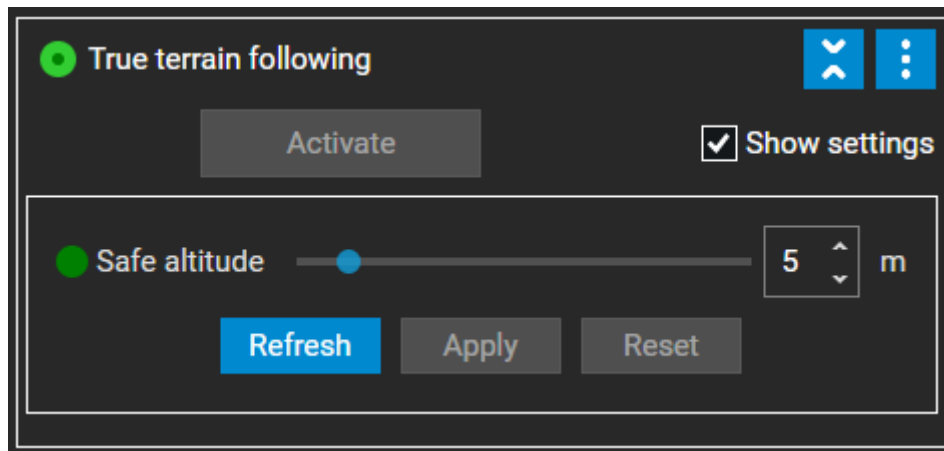 True terrain following
Activate Show settings
Safe altitude 5 m
Refresh Apply Reset